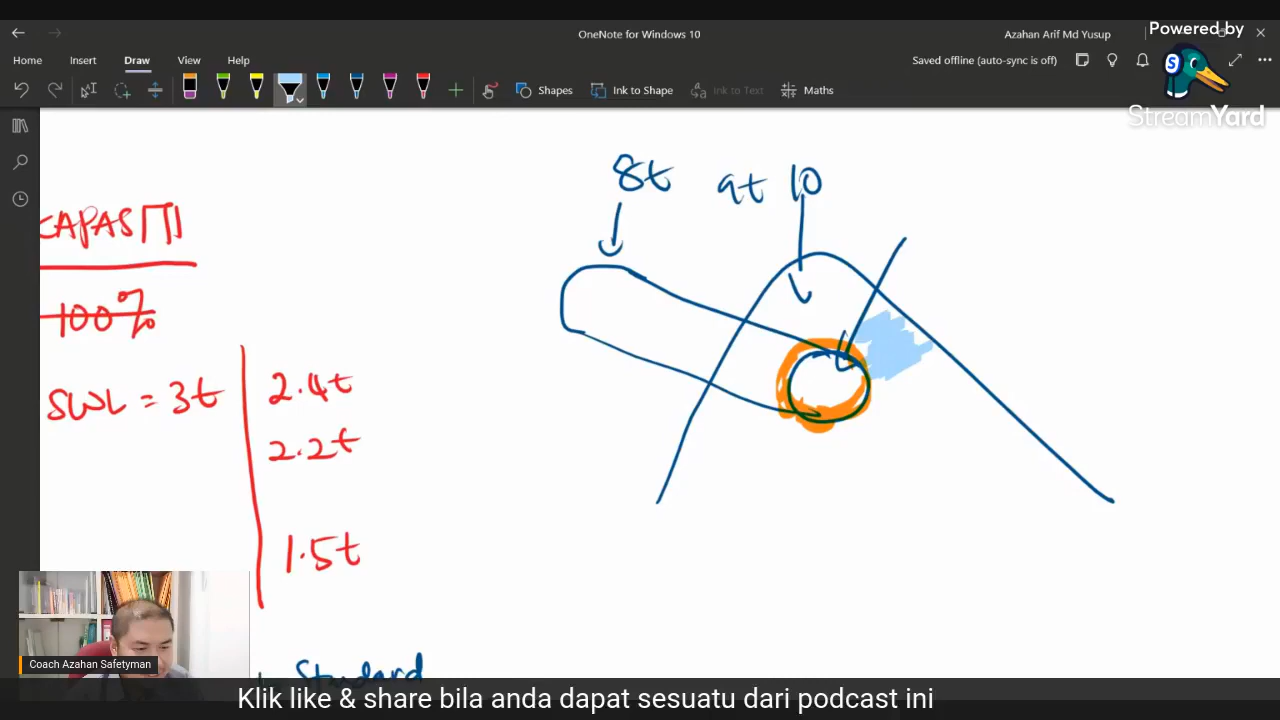 OneNote for Windows 10
Azahan Arif Md Yusup
Powered by
StreamYard
Home
Insert
Draw
View
Help
Saved offline (auto-sync is off)
Shapes
Ink to Shape
Ink to Text
Maths
8t at 10
KAPASITI
100%
SWL = 3t
2.4t
2.2t
1.5t
Standard
Coach Azahan Safetyman
Klik like & share bila anda dapat sesuatu dari podcast ini